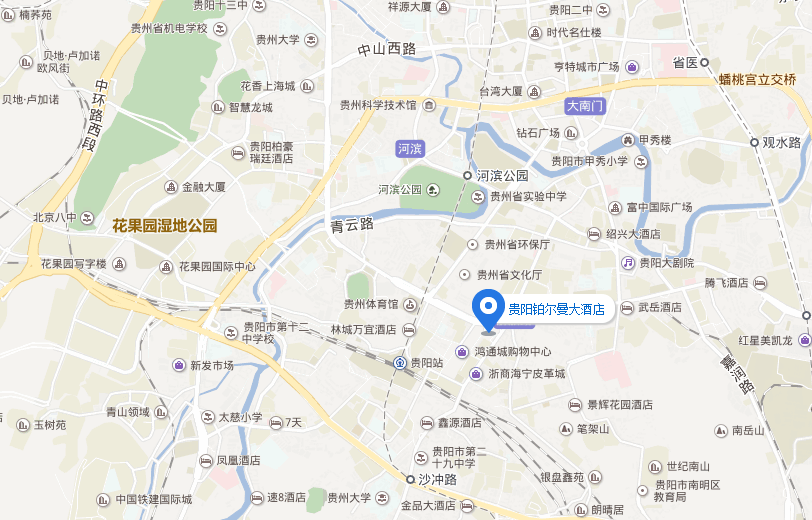 贵阳十三中
祥源大厦
贵阳二中
楠荞苑
贵州省机电学校
时代名仕楼
贵州大学
中山西路
贝地·卢加诺
欧风街
亨特城市广场
省医
蟠桃宫立交桥
中环路西段
花香上海城
台湾大厦
贝地·卢加诺
智慧龙城
贵州科学技术馆
大南门
钻石广场
甲秀楼
观水路
河滨
贵阳柏豪
瑞廷酒店
贵阳市甲秀小学
河滨公园
金融大厦
河滨公园
贵州省实验中学
北京八中
富中国际广场
花果园湿地公园
青云路
绍兴大酒店
贵州省环保厅
花果园写字楼
花果园国际中心
贵阳大剧院
贵州省文化厅
腾飞酒店
贵州体育馆
贵阳铂尔曼大酒店
武岳酒店
贵阳市第十二
中学校
林城万宜酒店
红星美凯龙
鸿通城购物中心
新发市场
贵阳站
浙商海宁皮革城
嘉润路
景辉花园酒店
青山领域
太慈小学
7天
鑫源酒店
玉树苑
笔架山
南岳山
凤凰酒店
贵阳市第二
十九中学
世纪南山
沙冲路
银盘鑫苑
贵阳市南明区
教育局
中国铁建国际城
速8酒店
贵州大学
金品大酒店
朗晴居